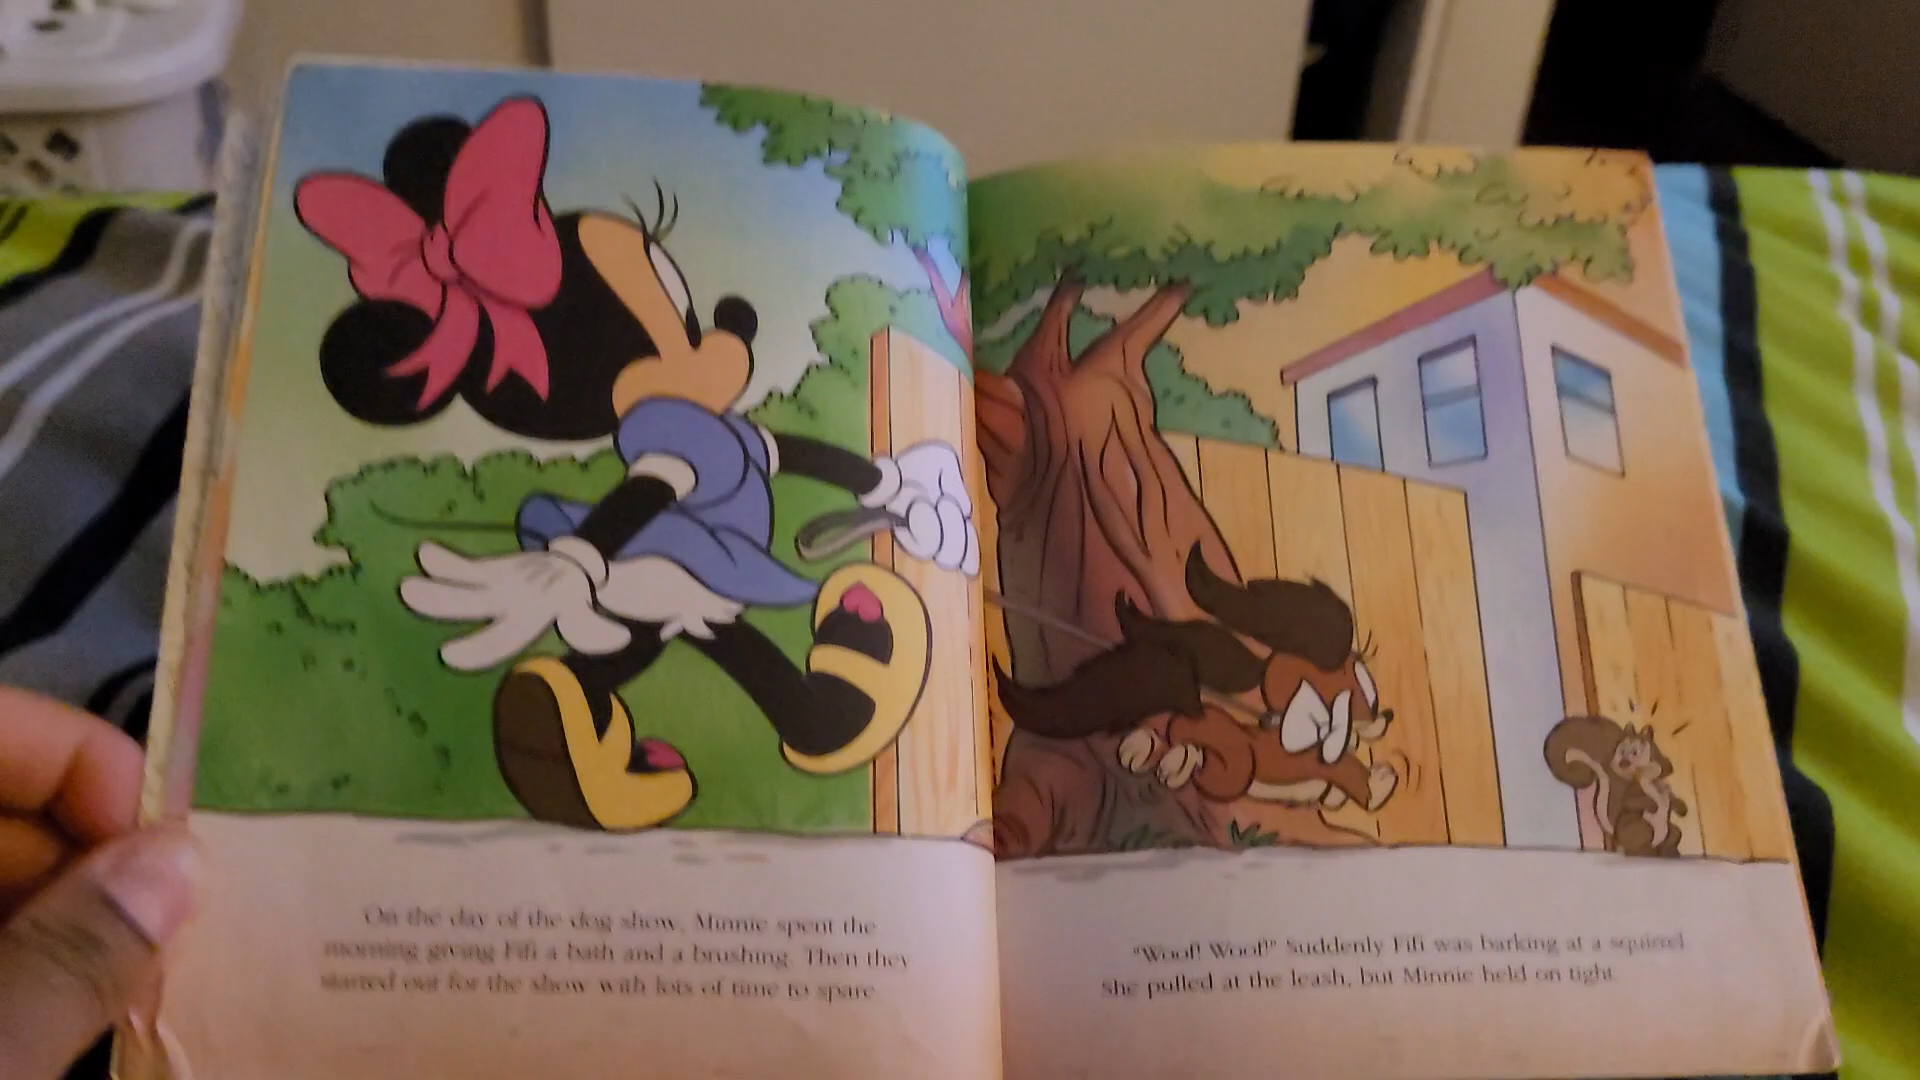 On the day of the dog show, Minnie spent the
morning giving Fifi a bath and a brushing. Then they
started out for the show with lots of time to spare.
"Woof! Woof!" Suddenly Fifi was barking at a squirrel.
She pulled at the leash, but Minnie held on tight.